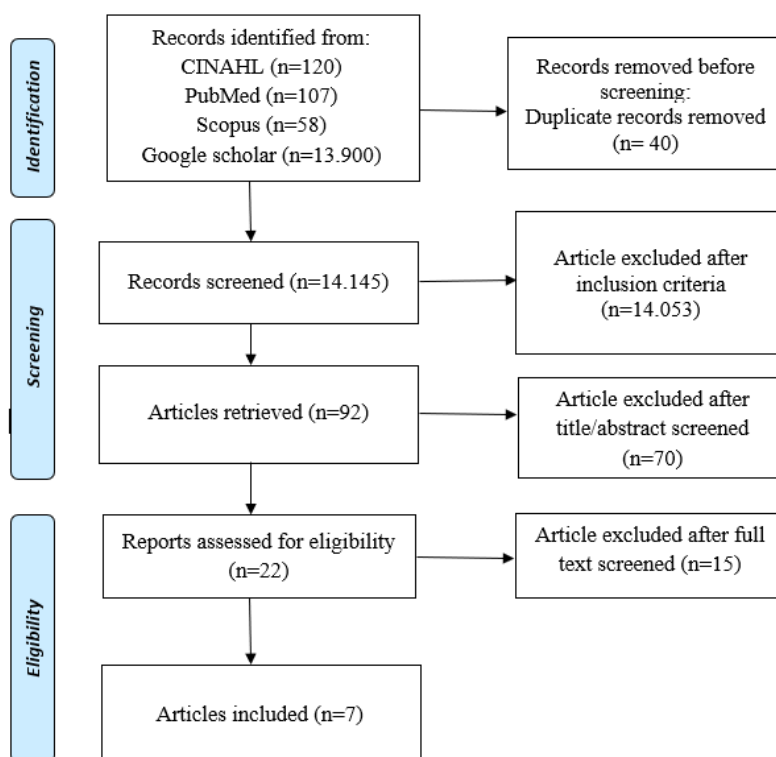 Identification
Records identified from:
CINAHL (n=120)
PubMed (n=107)
Scopus (n=58)
Google scholar (n=13.900)
Records removed before
screening:
Duplicate records removed
(n= 40)
Screening
Records screened (n=14.145)
Article excluded after
inclusion criteria
(n=14.053)
Articles retrieved (n=92)
Article excluded after
title/abstract screened
(n=70)
Eligibility
Reports assessed for eligibility
(n=22)
Article excluded after full
text screened (n=15)
Articles included (n=7)